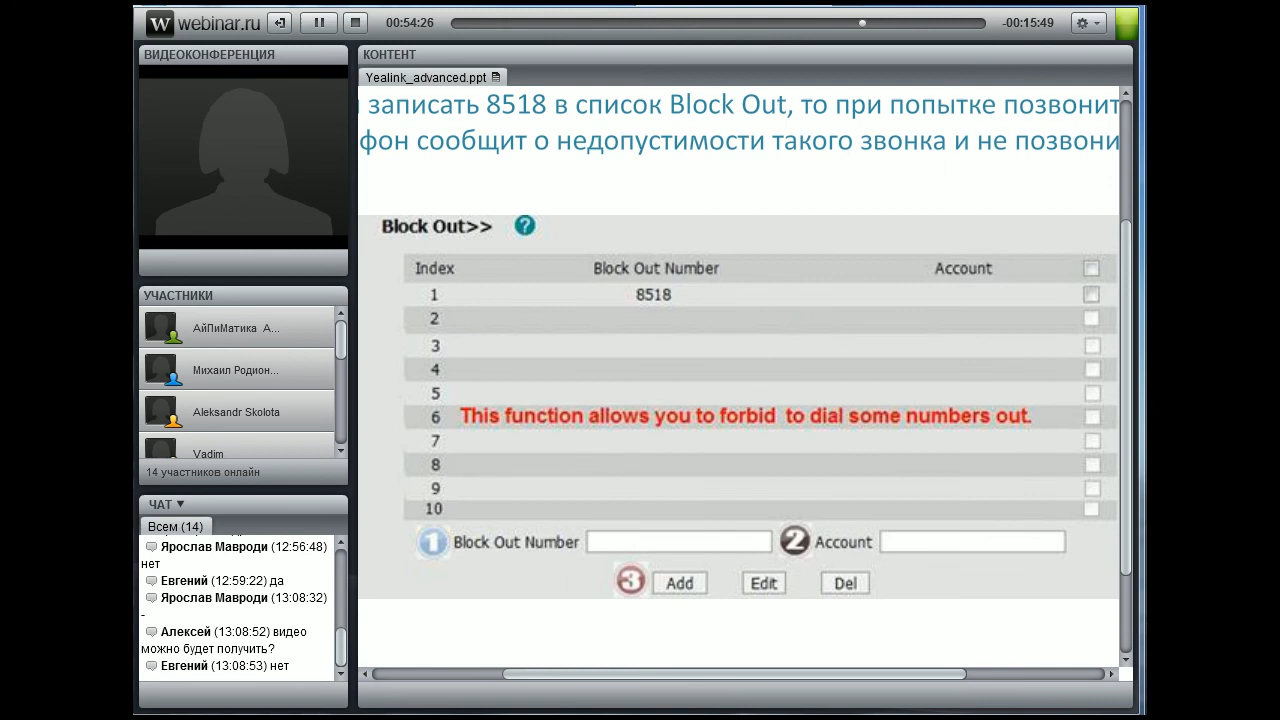 W webinar.ru
00:54:26
-00:15:49
ВИДЕОКОНФЕРЕНЦИЯ
УЧАСТНИКИ
АйПиМатика А...
Михаил Родион...
Aleksandr Skolota
Vadim
14 участников онлайн
ЧАТ
Всем (14)
Ярослав Мавроди (12:56:48)
нет
Евгений (12:59:22) да
Ярослав Мавроди (13:08:32)
-
Алексей (13:08:52) видео
можно будет получить?
Евгений (13:08:53) нет
КОНТЕНТ
Yealink_advanced.ppt
записать 8518 в список Block Out, то при попытке позвонит
фон сообщит о недопустимости такого звонка и не позвони
Block Out>> ?
Index Block Out Number Account
1 8518
2
3
4
5
6 This function allows you to forbid to dial some numbers out.
7
8
9
10
1 Block Out Number 2 Account
3 Add Edit Del